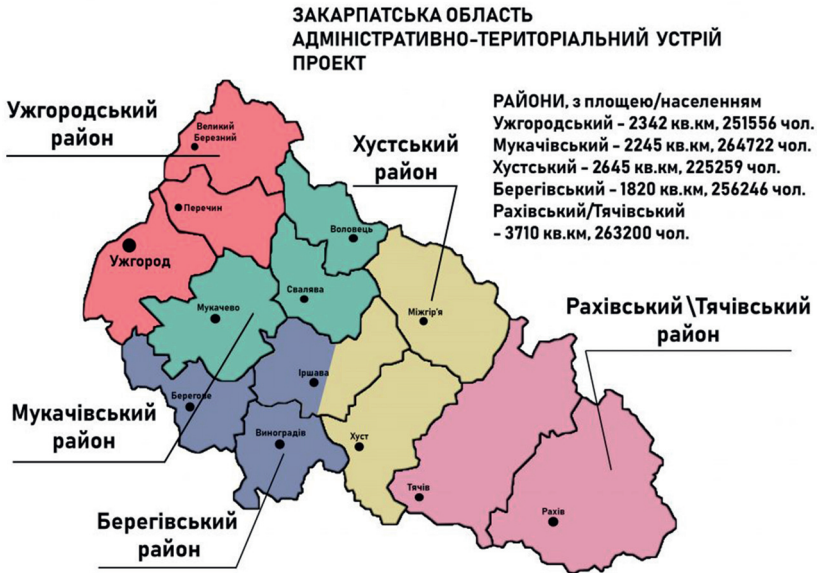 ЗАКАРПАТСЬКА ОБЛАСТЬ
АДМІНІСТРАТИВНО-ТЕРИТОРІАЛЬНИЙ УСТРІЙ
ПРОЕКТ
РАЙОНИ, з площею/населенням
Ужгородський - 2342 кв.км, 251556 чол.
Мукачівський - 2245 кв.км, 264722 чол.
Хустський - 2645 кв.км, 225259 чол.
Берегівський - 1820 кв.км, 256246 чол.
Рахівський/Тячівський
- 3710 кв.км, 263200 чол.
Ужгородський
район
Хустський
район
Рахівський\Тячівський
район
Мукачівський
район
Берегівський
район
Великий
Березний
Перечин
Ужгород
Воловець
Свалява
Мукачево
Міжгір'я
Іршава
Берегове
Виноградів
Хуст
Тячів
Рахів